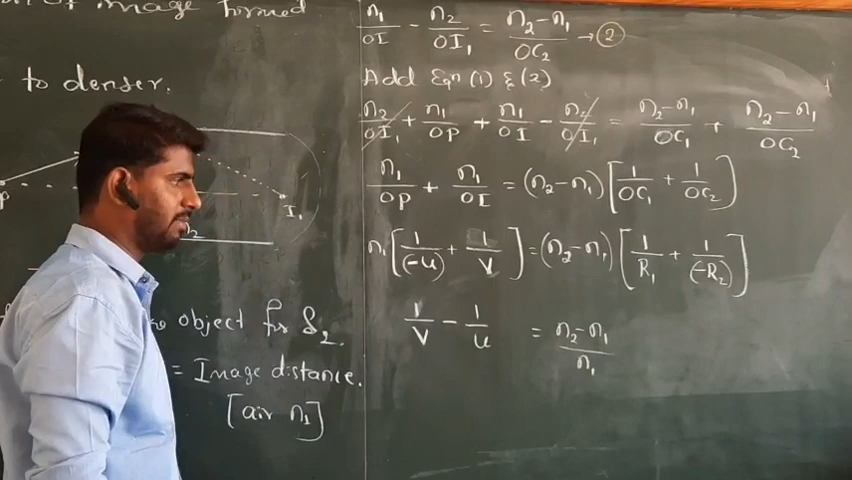 of image formed
to denser.
P
I₁
n₂
object for S₂.
= Image distance.
[air n₁]
n₁/OI - n₂/OI₁ = (n₂-n₁)/OC₂ → ②
Add Eqn (1) & (2)
n₂/OI₁ + n₁/OP + n₁/OI - n₂/OI₁ = (n₂-n₁)/OC₁ + (n₂-n₁)/OC₂
n₁/OP + n₁/OI = (n₂-n₁)[1/OC₁ + 1/OC₂]
n₁[1/(-u) + 1/V] = (n₂-n₁)[1/R₁ + 1/(-R₂)]
1/V - 1/u = (n₂-n₁)/n₁